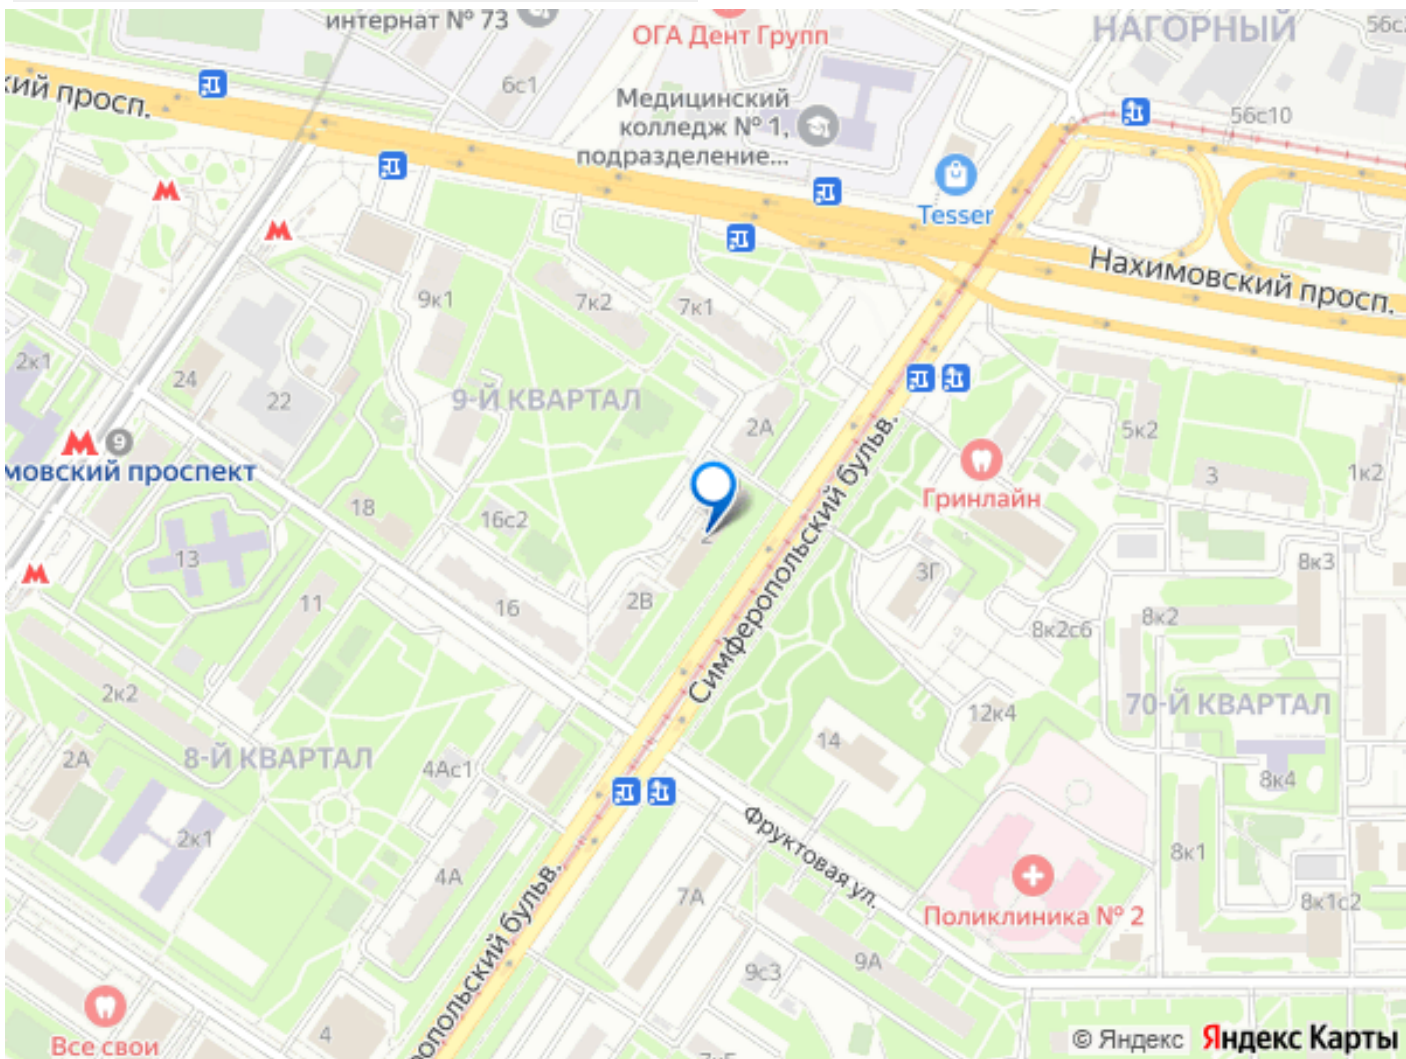 интернат № 73
ОГА Дент Групп
НАГОРНЫЙ
кий просп.
6с1
Медицинский
колледж № 1,
подразделение...
56с10
Tesser
Нахимовский просп.
9к1
7к2
7к1
2к1
24
22
9-Й КВАРТАЛ
2А
5к2
3
1к2
9
мовский проспект
Гринлайн
18
16с2
13
2
Симферопольский бульв.
3Г
8к3
11
16
2В
8к2
8к2с6
2к2
12к4
70-Й КВАРТАЛ
14
2А
8-Й КВАРТАЛ
4Ас1
8к4
2к1
Фруктовая ул.
8к1
4А
7А
Поликлиника № 2
8к1с2
опольский бульв.
9с3
9А
Все свои
4
© Яндекс Яндекс Карты